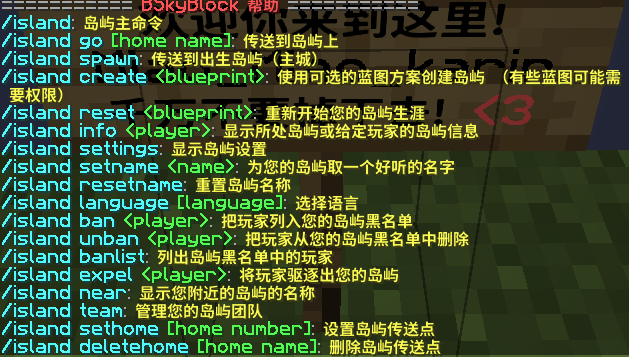 ============= BSkyBlock 帮助 =============
/island: 岛屿主命令
/island go [home name]: 传送到岛屿上
/island spawn: 传送到出生岛屿（主城）
/island create <blueprint>: 使用可选的蓝图方案创建岛屿 （有些蓝图可能需
要权限）
/island reset <blueprint>: 重新开始您的岛屿生涯
/island info <player>: 显示所处岛屿或给定玩家的岛屿信息
/island settings: 显示岛屿设置
/island setname <name>: 为您的岛屿取一个好听的名字
/island resetname: 重置岛屿名称
/island language [language]: 选择语言
/island ban <player>: 把玩家列入您的岛屿黑名单
/island unban <player>: 把玩家从您的岛屿黑名单中删除
/island banlist: 列出岛屿黑名单中的玩家
/island expel <player>: 将玩家驱逐出您的岛屿
/island near: 显示您附近的岛屿的名称
/island team: 管理您的岛屿团队
/island sethome [home number]: 设置岛屿传送点
/island deletehome [home name]: 删除岛屿传送点
欢迎你来到这里!
<3